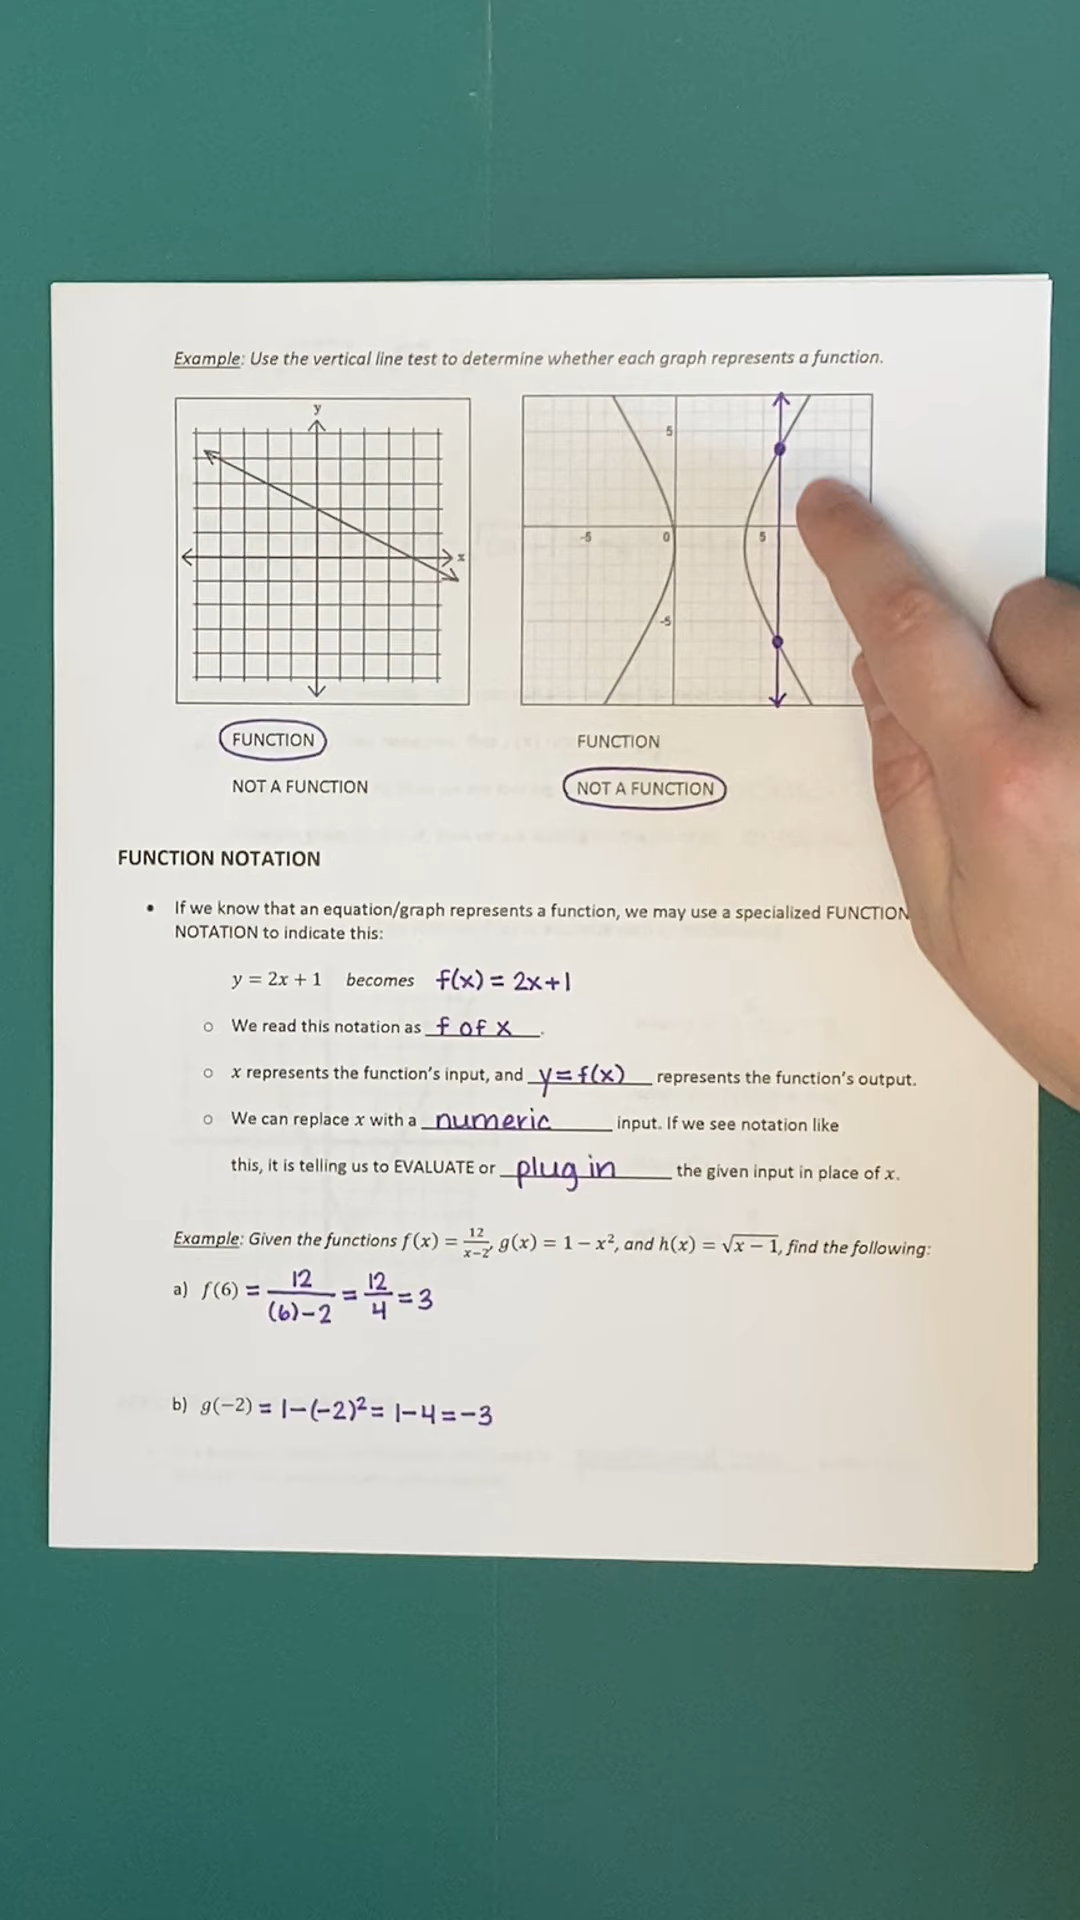 Example: Use the vertical line test to determine whether each graph represents a function.
y
x
5
-5
0
5
-5
FUNCTION
NOT A FUNCTION
FUNCTION
NOT A FUNCTION
FUNCTION NOTATION
• If we know that an equation/graph represents a function, we may use a specialized FUNCTION
NOTATION to indicate this:
y = 2x + 1 becomes f(x) = 2x+1
○ We read this notation as f of x.
○ x represents the function's input, and y=f(x) represents the function's output.
○ We can replace x with a numeric input. If we see notation like
this, it is telling us to EVALUATE or plug in the given input in place of x.
Example: Given the functions f(x) = 12/(x−2), g(x) = 1 − x², and h(x) = √(x − 1), find the following:
a) f(6) = 12/((6)-2) = 12/4 = 3
b) g(−2) = 1-(-2)² = 1-4 = -3